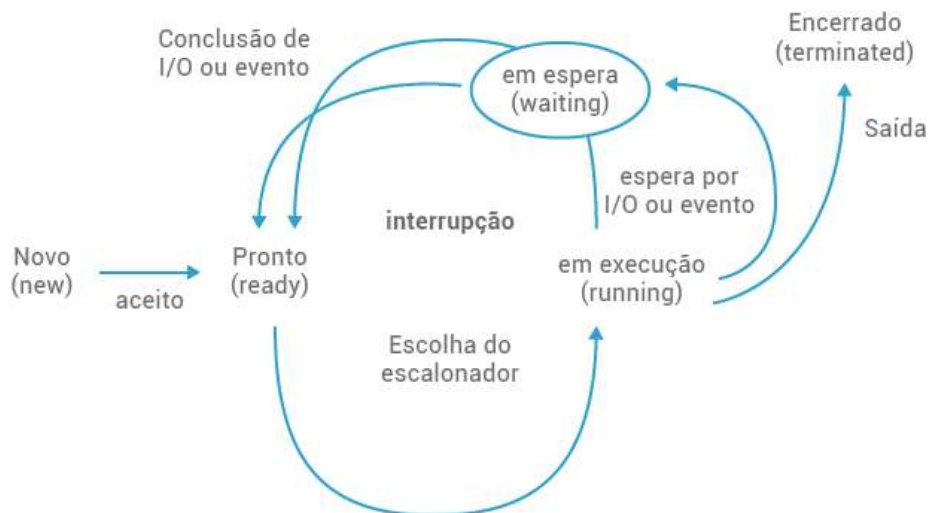 Conclusão de
I/O ou evento
em espera
(waiting)
Encerrado
(terminated)
Saída
espera por
I/O ou evento
interrupção
Novo
(new)
aceito
Pronto
(ready)
em execução
(running)
Escolha do
escalonador